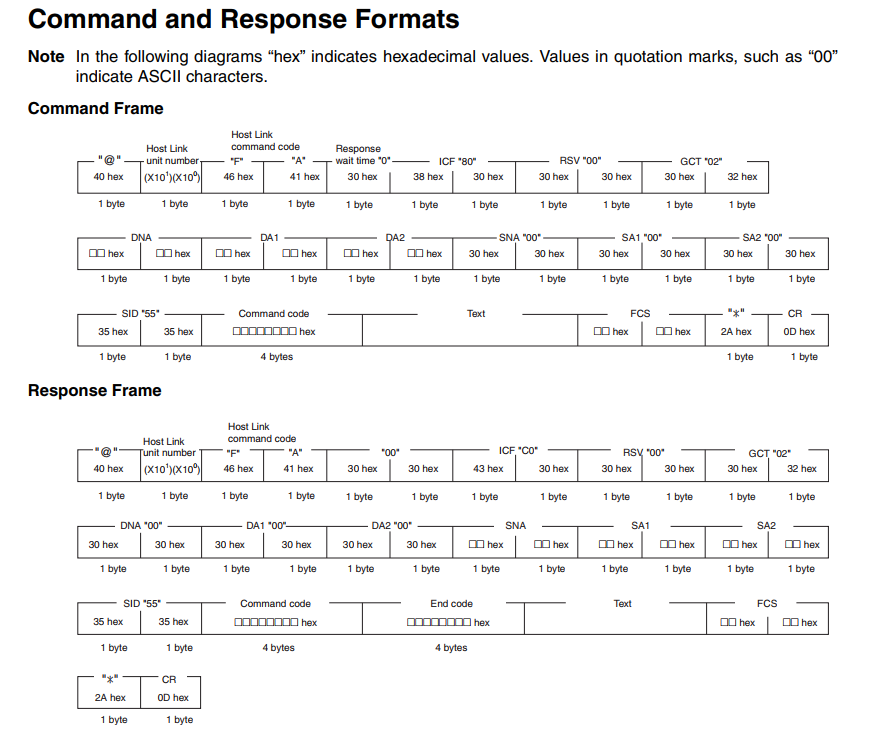 Command and Response Formats
Note In the following diagrams “hex” indicates hexadecimal values. Values in quotation marks, such as “00”
indicate ASCII characters.
Command Frame
Host Link
command code
Host Link
unit number
Response
wait time "0"
"@" "F" "A" ICF "80" RSV "00" GCT "02"
40 hex (X10¹)(X10⁰) 46 hex 41 hex 30 hex 38 hex 30 hex 30 hex 30 hex 30 hex 32 hex
1 byte 1 byte 1 byte 1 byte 1 byte 1 byte 1 byte 1 byte 1 byte 1 byte 1 byte
DNA DA1 DA2 SNA "00" SA1 "00" SA2 "00"
□□ hex □□ hex □□ hex □□ hex □□ hex □□ hex 30 hex 30 hex 30 hex 30 hex 30 hex 30 hex
1 byte 1 byte 1 byte 1 byte 1 byte 1 byte 1 byte 1 byte 1 byte 1 byte 1 byte 1 byte
SID "55" Command code Text FCS "*" CR
35 hex 35 hex □□□□□□□□ hex □□ hex □□ hex 2A hex 0D hex
1 byte 1 byte 4 bytes 1 byte 1 byte
Response Frame
Host Link
command code
Host Link
unit number
"@" "F" "A" "00" ICF "C0" RSV "00" GCT "02"
40 hex (X10¹)(X10⁰) 46 hex 41 hex 30 hex 30 hex 43 hex 30 hex 30 hex 30 hex 30 hex 32 hex
1 byte 1 byte 1 byte 1 byte 1 byte 1 byte 1 byte 1 byte 1 byte 1 byte 1 byte 1 byte
DNA "00" DA1 "00" DA2 "00" SNA SA1 SA2
30 hex 30 hex 30 hex 30 hex 30 hex 30 hex □□ hex □□ hex □□ hex □□ hex □□ hex □□ hex
1 byte 1 byte 1 byte 1 byte 1 byte 1 byte 1 byte 1 byte 1 byte 1 byte 1 byte 1 byte
SID "55" Command code End code Text FCS
35 hex 35 hex □□□□□□□□ hex □□□□□□□□ hex □□ hex □□ hex
1 byte 1 byte 4 bytes 4 bytes
"*" CR
2A hex 0D hex
1 byte 1 byte